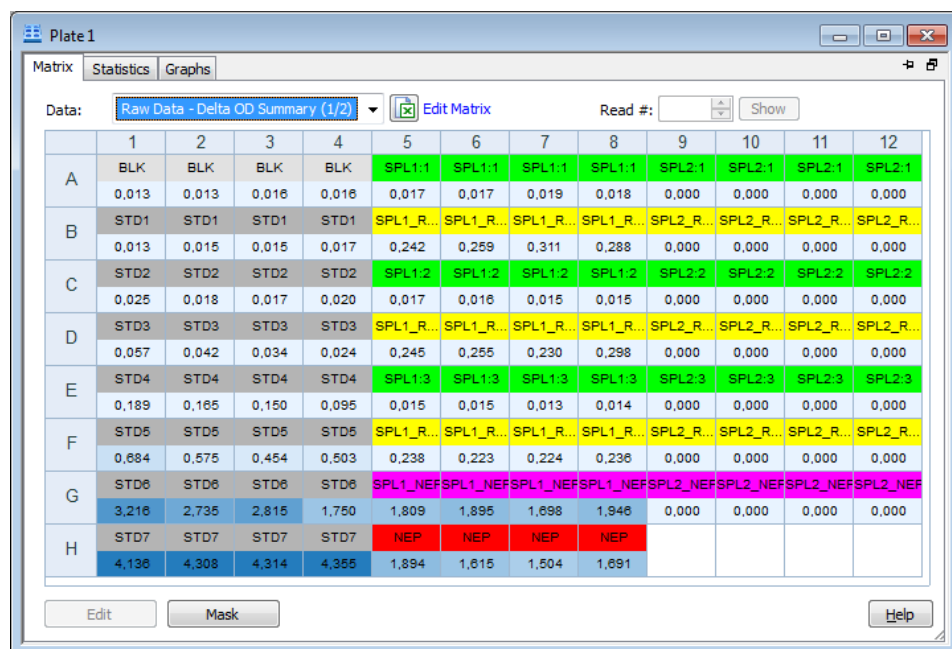 Plate 1
Matrix Statistics Graphs
Data: Raw Data - Delta OD Summary (1/2) Edit Matrix Read #: Show
1 2 3 4 5 6 7 8 9 10 11 12
A BLK BLK BLK BLK SPL1:1 SPL1:1 SPL1:1 SPL1:1 SPL2:1 SPL2:1 SPL2:1 SPL2:1
0,013 0,013 0,016 0,016 0,017 0,017 0,019 0,018 0,000 0,000 0,000 0,000
B STD1 STD1 STD1 STD1 SPL1_R... SPL1_R... SPL1_R... SPL1_R... SPL2_R... SPL2_R... SPL2_R... SPL2_R...
0,013 0,015 0,015 0,017 0,242 0,259 0,311 0,288 0,000 0,000 0,000 0,000
C STD2 STD2 STD2 STD2 SPL1:2 SPL1:2 SPL1:2 SPL1:2 SPL2:2 SPL2:2 SPL2:2 SPL2:2
0,025 0,018 0,017 0,020 0,017 0,016 0,015 0,015 0,000 0,000 0,000 0,000
D STD3 STD3 STD3 STD3 SPL1_R... SPL1_R... SPL1_R... SPL1_R... SPL2_R... SPL2_R... SPL2_R... SPL2_R...
0,057 0,042 0,034 0,024 0,245 0,255 0,230 0,298 0,000 0,000 0,000 0,000
E STD4 STD4 STD4 STD4 SPL1:3 SPL1:3 SPL1:3 SPL1:3 SPL2:3 SPL2:3 SPL2:3 SPL2:3
0,189 0,165 0,150 0,095 0,015 0,015 0,013 0,014 0,000 0,000 0,000 0,000
F STD5 STD5 STD5 STD5 SPL1_R... SPL1_R... SPL1_R... SPL1_R... SPL2_R... SPL2_R... SPL2_R... SPL2_R...
0,684 0,575 0,454 0,503 0,238 0,223 0,224 0,236 0,000 0,000 0,000 0,000
G STD6 STD6 STD6 STD6 SPL1_NEP SPL1_NEP SPL1_NEP SPL1_NEP SPL2_NEP SPL2_NEP SPL2_NEP SPL2_NEP
3,216 2,735 2,815 1,750 1,809 1,895 1,698 1,946 0,000 0,000 0,000 0,000
H STD7 STD7 STD7 STD7 NEP NEP NEP NEP
4,136 4,308 4,314 4,355 1,894 1,615 1,504 1,691
Edit Mask Help